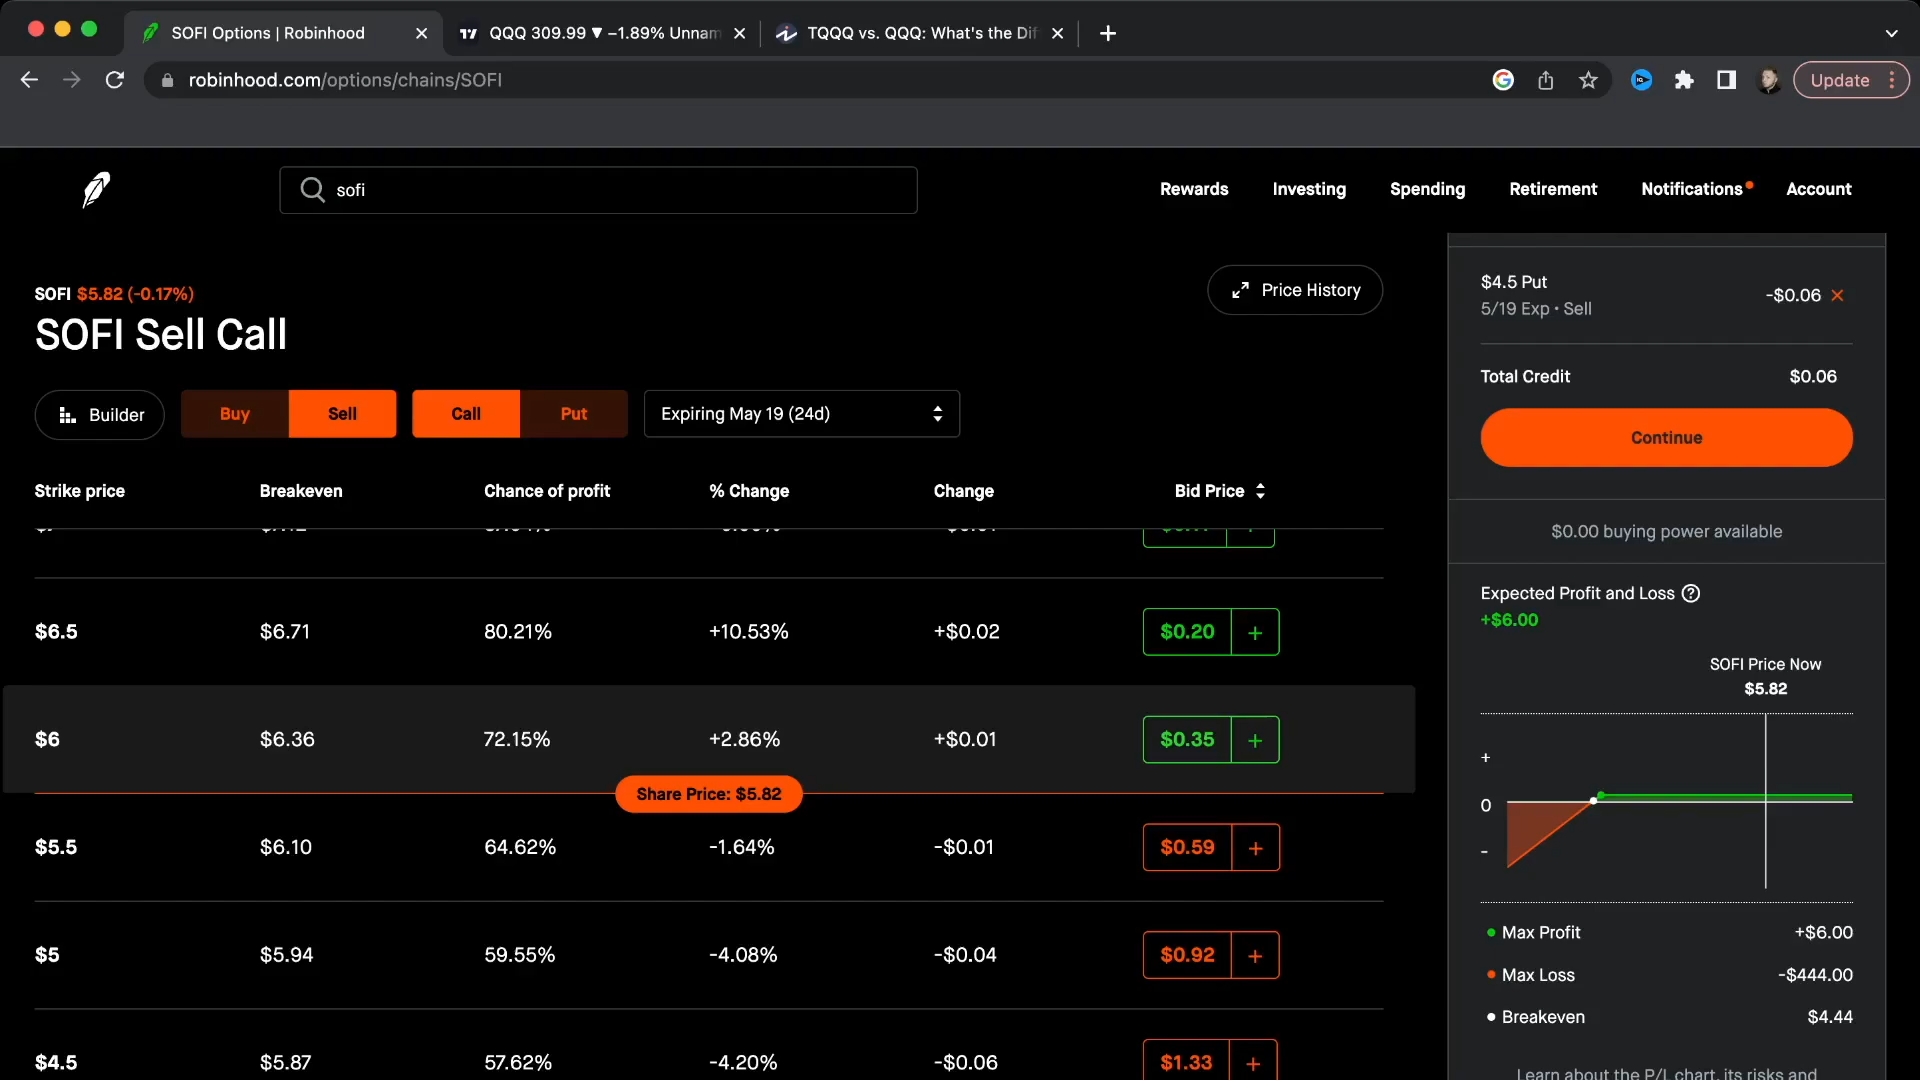 SOFI Options | Robinhood
QQQ 309.99 ▼ −1.89% Unnam
TQQQ vs. QQQ: What's the Dif
robinhood.com/options/chains/SOFI
Update
sofi
Rewards
Investing
Spending
Retirement
Notifications
Account
SOFI $5.82 (-0.17%)
SOFI Sell Call
Price History
Builder
Buy
Sell
Call
Put
Expiring May 19 (24d)
Strike price Breakeven Chance of profit % Change Change Bid Price
$6.5 $6.71 80.21% +10.53% +$0.02 $0.20 +
$6 $6.36 72.15% +2.86% +$0.01 $0.35 +
Share Price: $5.82
$5.5 $6.10 64.62% -1.64% -$0.01 $0.59 +
$5 $5.94 59.55% -4.08% -$0.04 $0.92 +
$4.5 $5.87 57.62% -4.20% -$0.06 $1.33 +
$4.5 Put
5/19 Exp • Sell
-$0.06
Total Credit $0.06
Continue
$0.00 buying power available
Expected Profit and Loss
+$6.00
SOFI Price Now
$5.82
+
0
-
Max Profit +$6.00
Max Loss -$444.00
Breakeven $4.44
Learn about the P/L chart, its risks and